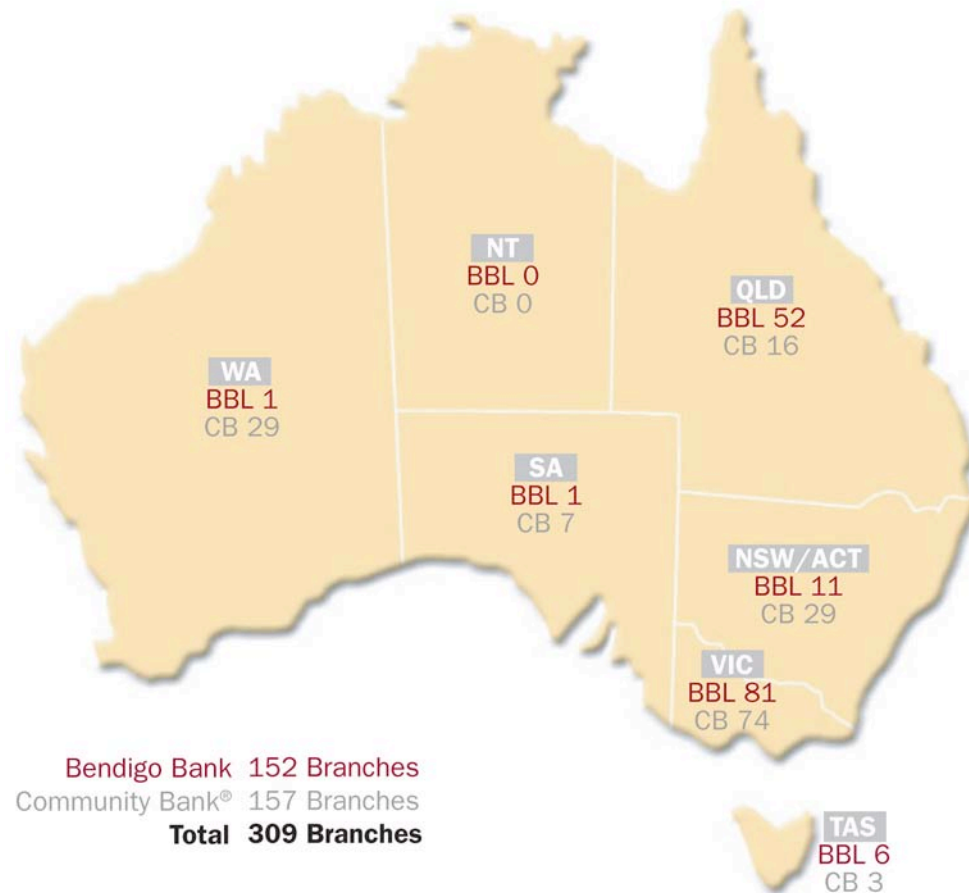 NT
BBL 0
CB 0
QLD
BBL 52
CB 16
WA
BBL 1
CB 29
SA
BBL 1
CB 7
NSW/ACT
BBL 11
CB 29
VIC
BBL 81
CB 74
Bendigo Bank 152 Branches
Community Bank® 157 Branches
Total 309 Branches
TAS
BBL 6
CB 3